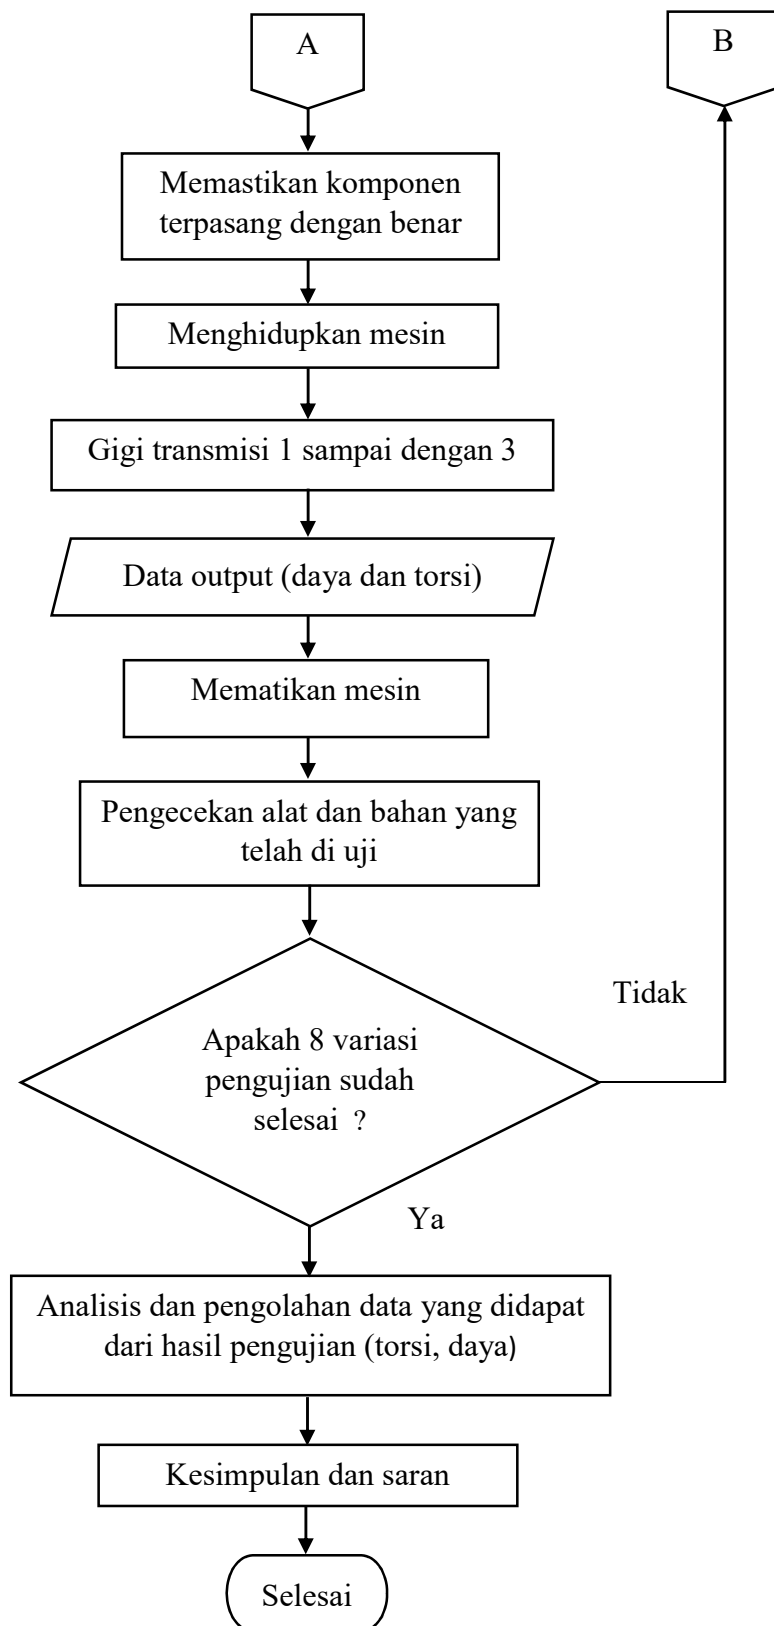 A
B
Memastikan komponen
terpasang dengan benar
Menghidupkan mesin
Gigi transmisi 1 sampai dengan 3
Data output (daya dan torsi)
Mematikan mesin
Pengecekan alat dan bahan yang
telah di uji
Tidak
Apakah 8 variasi
pengujian sudah
selesai ?
Ya
Analisis dan pengolahan data yang didapat
dari hasil pengujian (torsi, daya)
Kesimpulan dan saran
Selesai